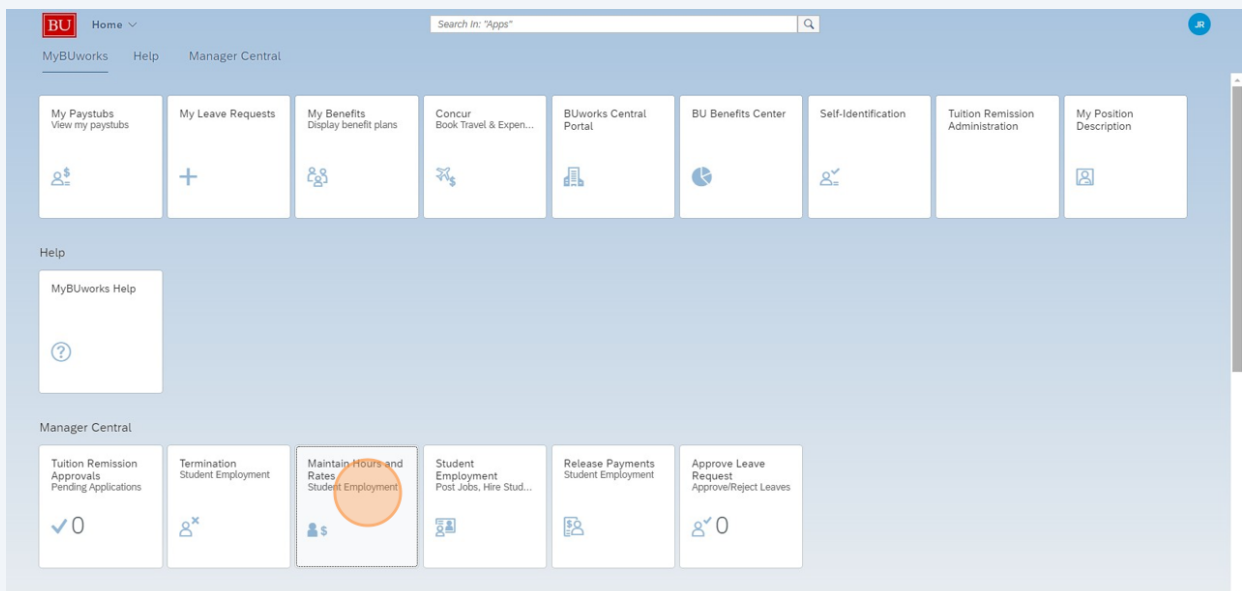 BU Home
Search In: "Apps"
JR
MyBUworks Help Manager Central
My Paystubs
View my paystubs
My Leave Requests
My Benefits
Display benefit plans
Concur
Book Travel & Expen...
BUworks Central
Portal
BU Benefits Center
Self-Identification
Tuition Remission
Administration
My Position
Description
Help
MyBUworks Help
Manager Central
Tuition Remission
Approvals
Pending Applications
0
Termination
Student Employment
Maintain Hours and
Rates
Student Employment
Student
Employment
Post Jobs, Hire Stud...
Release Payments
Student Employment
Approve Leave
Request
Approve/Reject Leaves
0